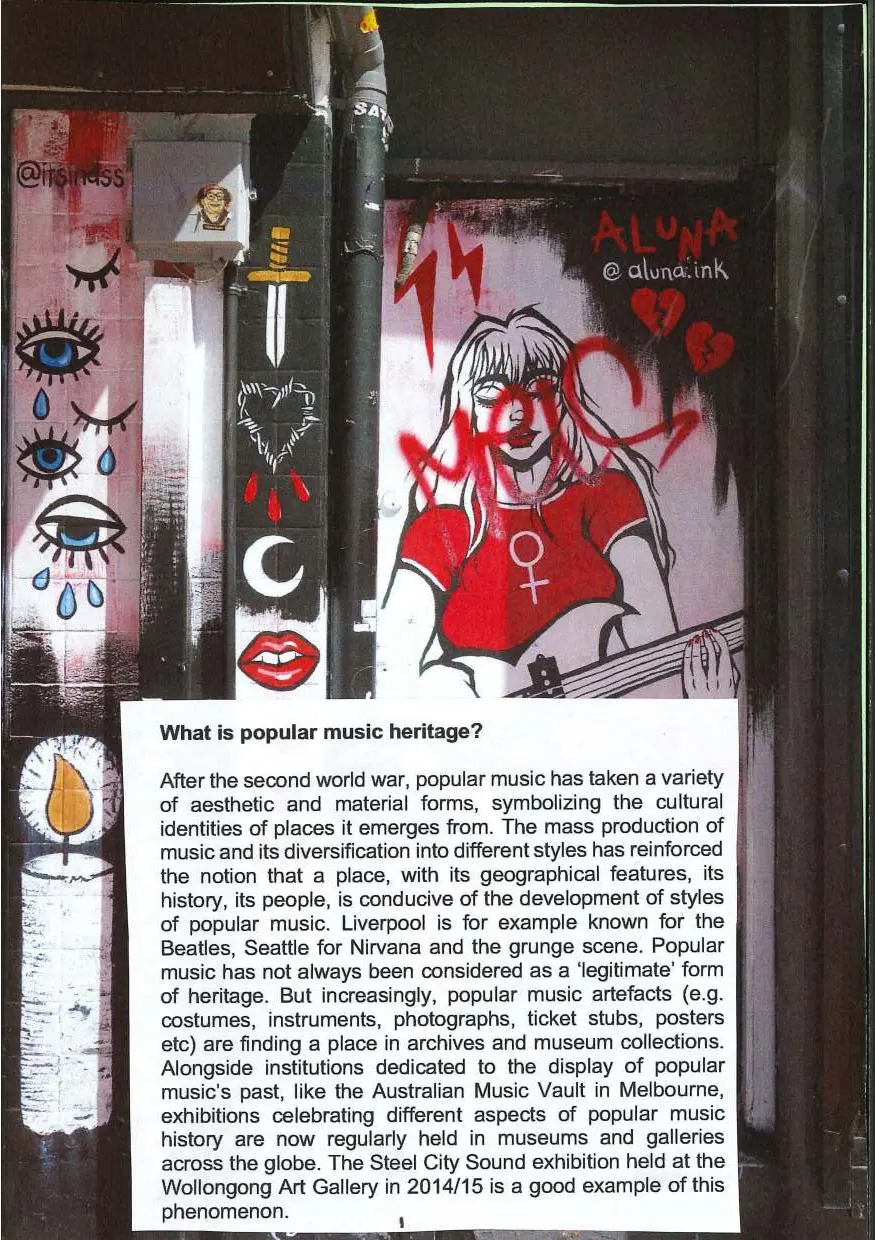 SAT
@itsindss
ALUNA
@ aluna.ink
What is popular music heritage?
After the second world war, popular music has taken a variety
of aesthetic and material forms, symbolizing the cultural
identities of places it emerges from. The mass production of
music and its diversification into different styles has reinforced
the notion that a place, with its geographical features, its
history, its people, is conducive of the development of styles
of popular music. Liverpool is for example known for the
Beatles, Seattle for Nirvana and the grunge scene. Popular
music has not always been considered as a ‘legitimate’ form
of heritage. But increasingly, popular music artefacts (e.g.
costumes, instruments, photographs, ticket stubs, posters
etc) are finding a place in archives and museum collections.
Alongside institutions dedicated to the display of popular
music's past, like the Australian Music Vault in Melbourne,
exhibitions celebrating different aspects of popular music
history are now regularly held in museums and galleries
across the globe. The Steel City Sound exhibition held at the
Wollongong Art Gallery in 2014/15 is a good example of this
phenomenon.